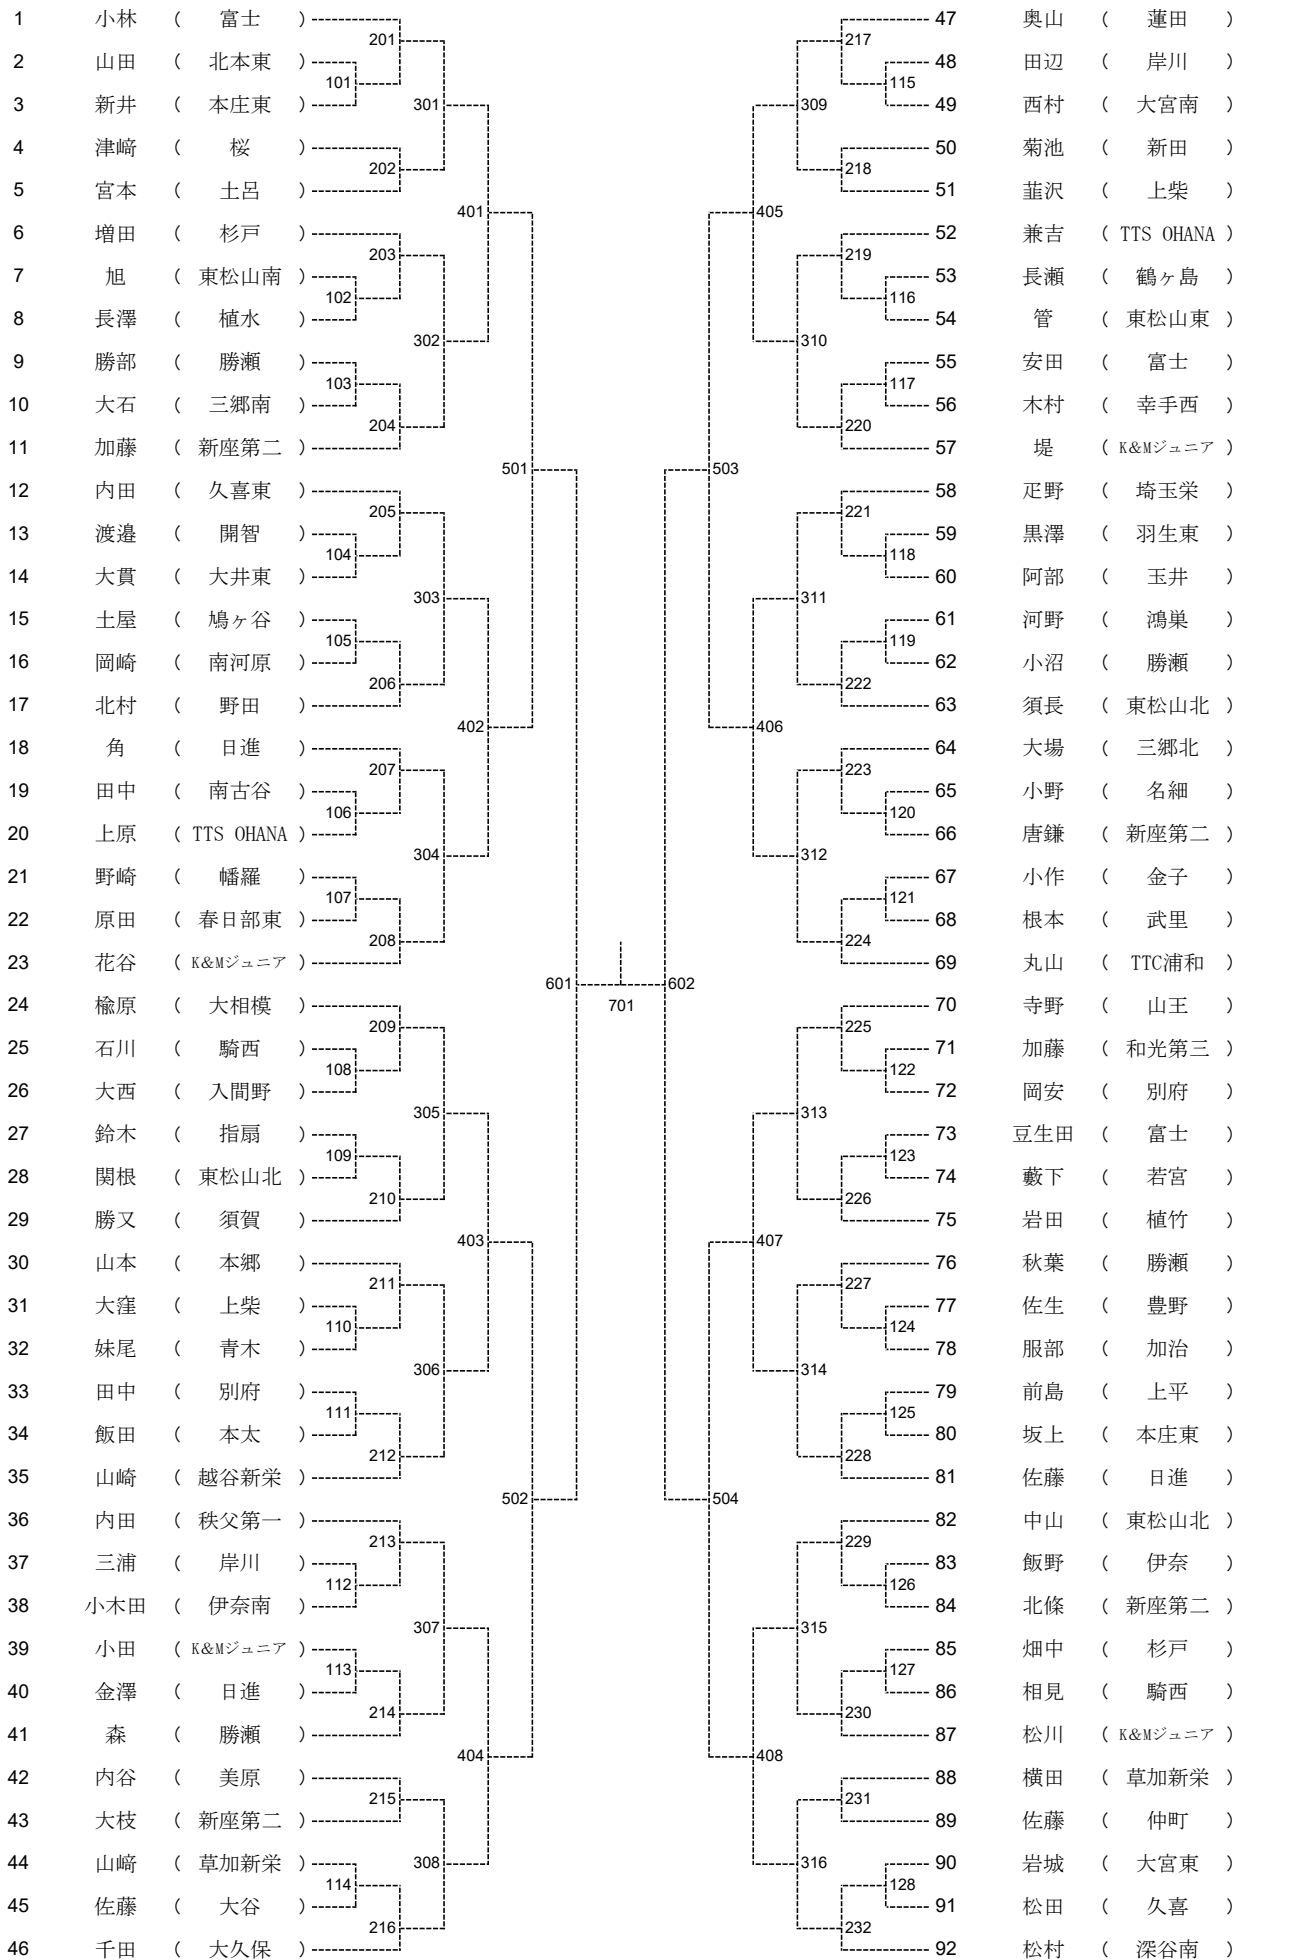 1 小林 ( 富士 ) 47 奥山 ( 蓮田 )
201 217
2 山田 ( 北本東 ) 48 田辺 ( 岸川 )
101 115
3 新井 ( 本庄東 ) 301 309 49 西村 ( 大宮南 )
4 津﨑 ( 桜 ) 50 菊池 ( 新田 )
202 218
5 宮本 ( 土呂 ) 51 韮沢 ( 上柴 )
401 405
6 増田 ( 杉戸 ) 52 兼吉 ( TTS OHANA )
203 219
7 旭 ( 東松山南 ) 53 長瀬 ( 鶴ヶ島 )
102 116
8 長澤 ( 植水 ) 54 管 ( 東松山東 )
302 310
9 勝部 ( 勝瀬 ) 55 安田 ( 富士 )
103 117
10 大石 ( 三郷南 ) 56 木村 ( 幸手西 )
204 220
11 加藤 ( 新座第二 ) 57 堤 ( K&Mジュニア )
501 503
12 内田 ( 久喜東 ) 58 疋野 ( 埼玉栄 )
205 221
13 渡邉 ( 開智 ) 59 黒澤 ( 羽生東 )
104 118
14 大貫 ( 大井東 ) 60 阿部 ( 玉井 )
303 311
15 土屋 ( 鳩ヶ谷 ) 61 河野 ( 鴻巣 )
105 119
16 岡崎 ( 南河原 ) 62 小沼 ( 勝瀬 )
206 222
17 北村 ( 野田 ) 63 須長 ( 東松山北 )
402 406
18 角 ( 日進 ) 64 大場 ( 三郷北 )
207 223
19 田中 ( 南古谷 ) 65 小野 ( 名細 )
106 120
20 上原 ( TTS OHANA ) 66 唐鎌 ( 新座第二 )
304 312
21 野崎 ( 幡羅 ) 67 小作 ( 金子 )
107 121
22 原田 ( 春日部東 ) 68 根本 ( 武里 )
208 224
23 花谷 ( K&Mジュニア ) 69 丸山 ( TTC浦和 )
601 602
24 楡原 ( 大相模 ) 701 70 寺野 ( 山王 )
209 225
25 石川 ( 騎西 ) 71 加藤 ( 和光第三 )
108 122
26 大西 ( 入間野 ) 72 岡安 ( 別府 )
305 313
27 鈴木 ( 指扇 ) 73 豆生田 ( 富士 )
109 123
28 関根 ( 東松山北 ) 74 藪下 ( 若宮 )
210 226
29 勝又 ( 須賀 ) 75 岩田 ( 植竹 )
403 407
30 山本 ( 本郷 ) 76 秋葉 ( 勝瀬 )
211 227
31 大窪 ( 上柴 ) 77 佐生 ( 豊野 )
110 124
32 妹尾 ( 青木 ) 78 服部 ( 加治 )
306 314
33 田中 ( 別府 ) 79 前島 ( 上平 )
111 125
34 飯田 ( 本太 ) 80 坂上 ( 本庄東 )
212 228
35 山崎 ( 越谷新栄 ) 81 佐藤 ( 日進 )
502 504
36 内田 ( 秩父第一 ) 82 中山 ( 東松山北 )
213 229
37 三浦 ( 岸川 ) 83 飯野 ( 伊奈 )
112 126
38 小木田 ( 伊奈南 ) 84 北條 ( 新座第二 )
307 315
39 小田 ( K&Mジュニア ) 85 畑中 ( 杉戸 )
113 127
40 金澤 ( 日進 ) 86 相見 ( 騎西 )
214 230
41 森 ( 勝瀬 ) 87 松川 ( K&Mジュニア )
404 408
42 内谷 ( 美原 ) 88 横田 ( 草加新栄 )
215 231
43 大枝 ( 新座第二 ) 89 佐藤 ( 仲町 )
44 山﨑 ( 草加新栄 ) 308 316 90 岩城 ( 大宮東 )
114 128
45 佐藤 ( 大谷 ) 91 松田 ( 久喜 )
216 232
46 千田 ( 大久保 ) 92 松村 ( 深谷南 )